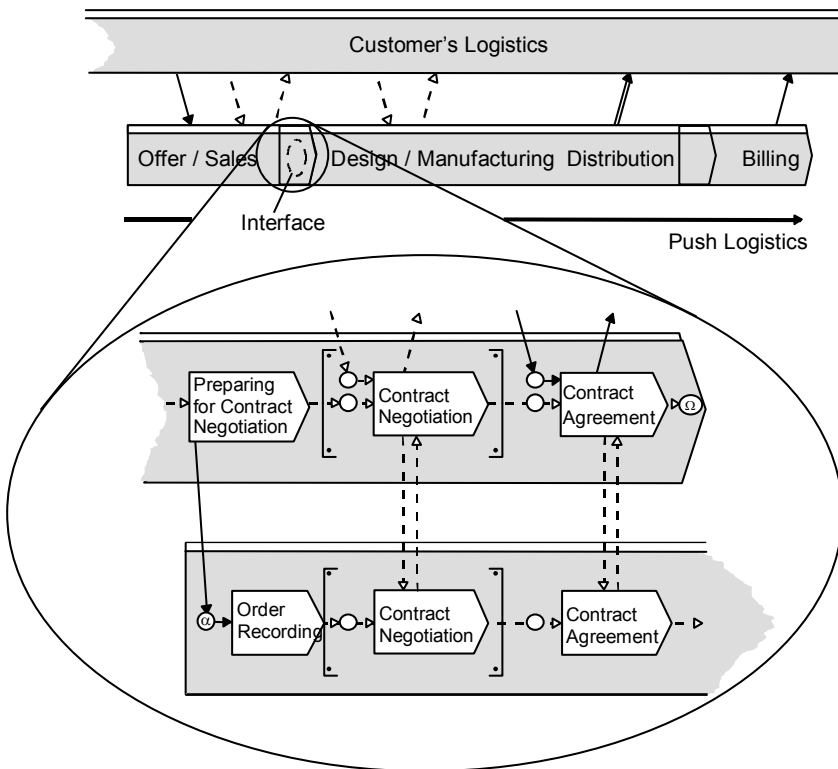 Customer's Logistics
Offer / Sales
Design / Manufacturing
Distribution
Billing
Interface
Push Logistics
Preparing
for Contract
Negotiation
Contract
Negotiation
Contract
Agreement
Ω
α
Order
Recording
Contract
Negotiation
Contract
Agreement